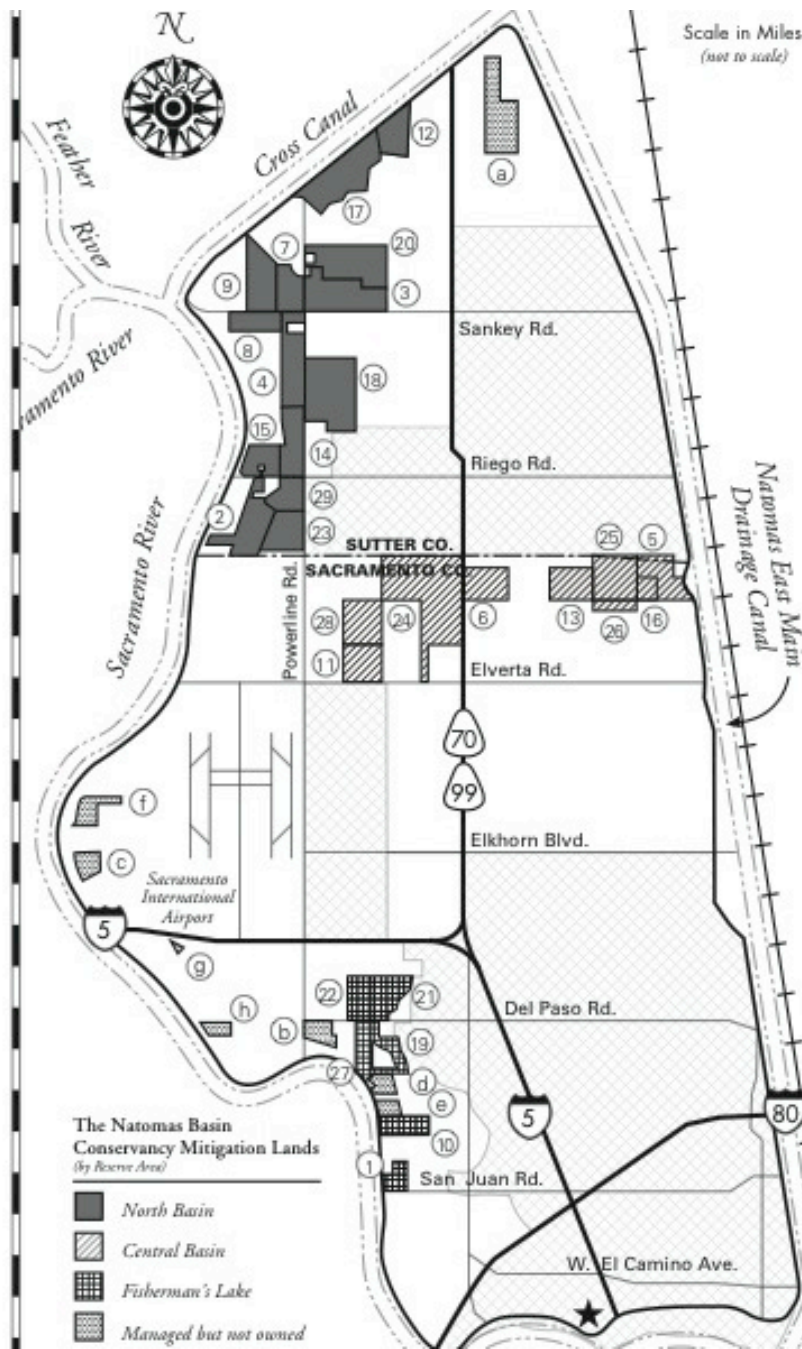 N
Scale in Miles
(not to scale)
Cross Canal
Feather
River
12
a
17
7
20
9
3
Sankey Rd.
8
4
18
Sacramento River
15
14
Riego Rd.
29
2
23
SUTTER CO.
SACRAMENTO CO.
25
5
Natomas East Main
Drainage Canal
Sacramento River
Powerline Rd.
28
24
6
13
26
16
11
Elverta Rd.
70
99
f
Elkhorn Blvd.
c
Sacramento
International
Airport
5
g
22
21
Del Paso Rd.
h
b
19
27
d
e
5
80
10
1
San Juan Rd.
W. El Camino Ave.
The Natomas Basin
Conservancy Mitigation Lands
(by Reserve Area)
North Basin
Central Basin
Fisherman's Lake
Managed but not owned